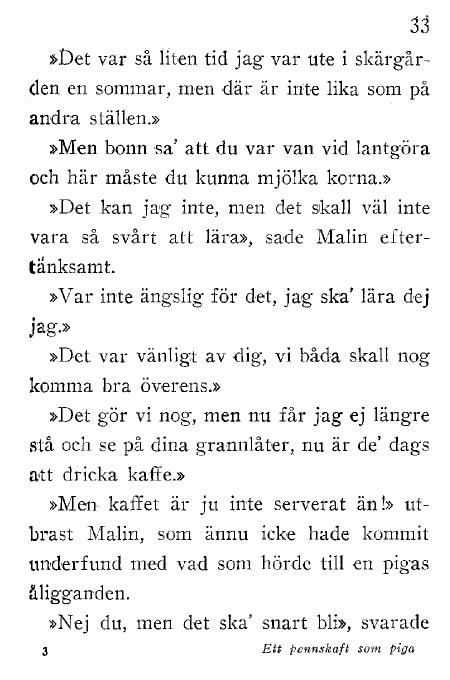 33
»Det var så liten tid jag var ute i skärgår-
den en sommar, men där är inte lika som på
andra ställen.»
»Men bonn sa’ att du var van vid lantgöra
och här måste du kunna mjölka korna.»
»Det kan jag inte, men det skall väl inte
vara så svårt att lära», sade Malin efter-
tänksamt.
»Var inte ängslig för det, jag ska’ lära dej
jag.»
»Det var vänligt av dig, vi båda skall nog
komma bra överens.»
»Det gör vi nog, men nu får jag ej längre
stå och se på dina grannlåter, nu är de’ dags
att dricka kaffe.»
»Men kaffet är ju inte serverat än!» ut-
brast Malin, som ännu icke hade kommit
underfund med vad som hörde till en pigas
åligganden.
»Nej du, men det ska’ snart bli», svarade
3 Ett pennskaft som piga